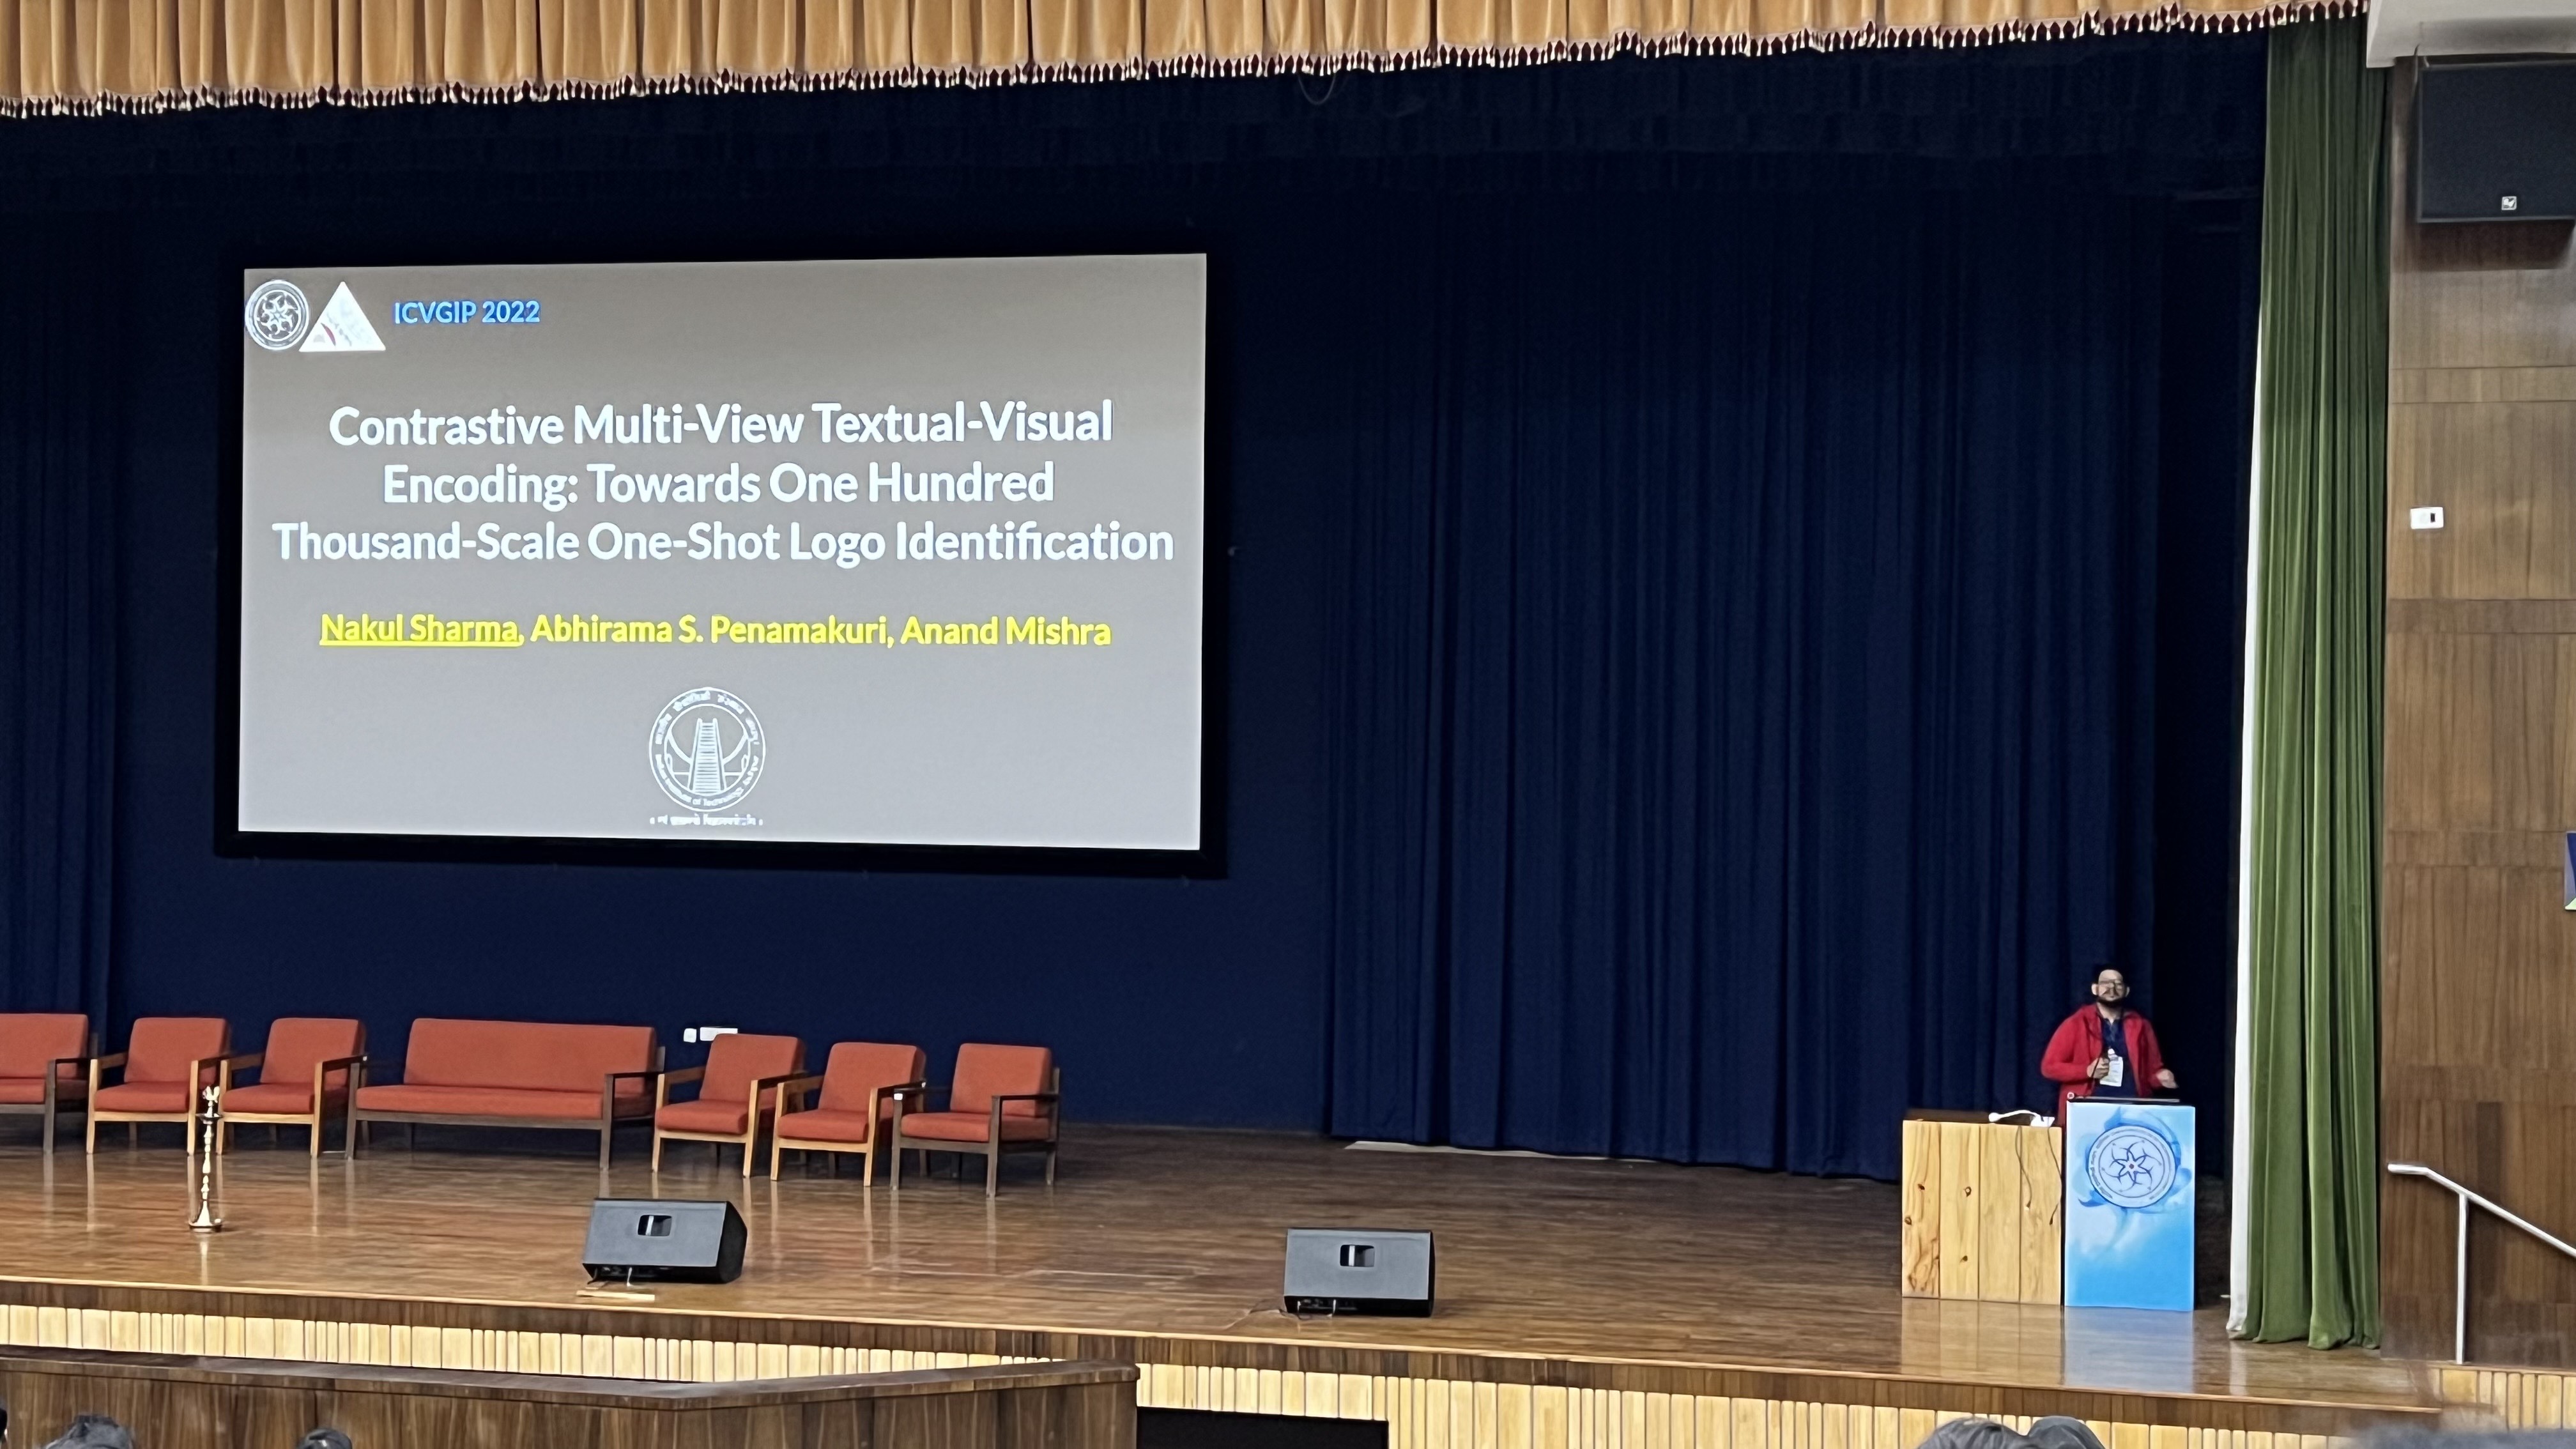 ICVGIP 2022
Contrastive Multi-View Textual-Visual
Encoding: Towards One Hundred
Thousand-Scale One-Shot Logo Identification
Nakul Sharma, Abhirama S. Penamakuri, Anand Mishra